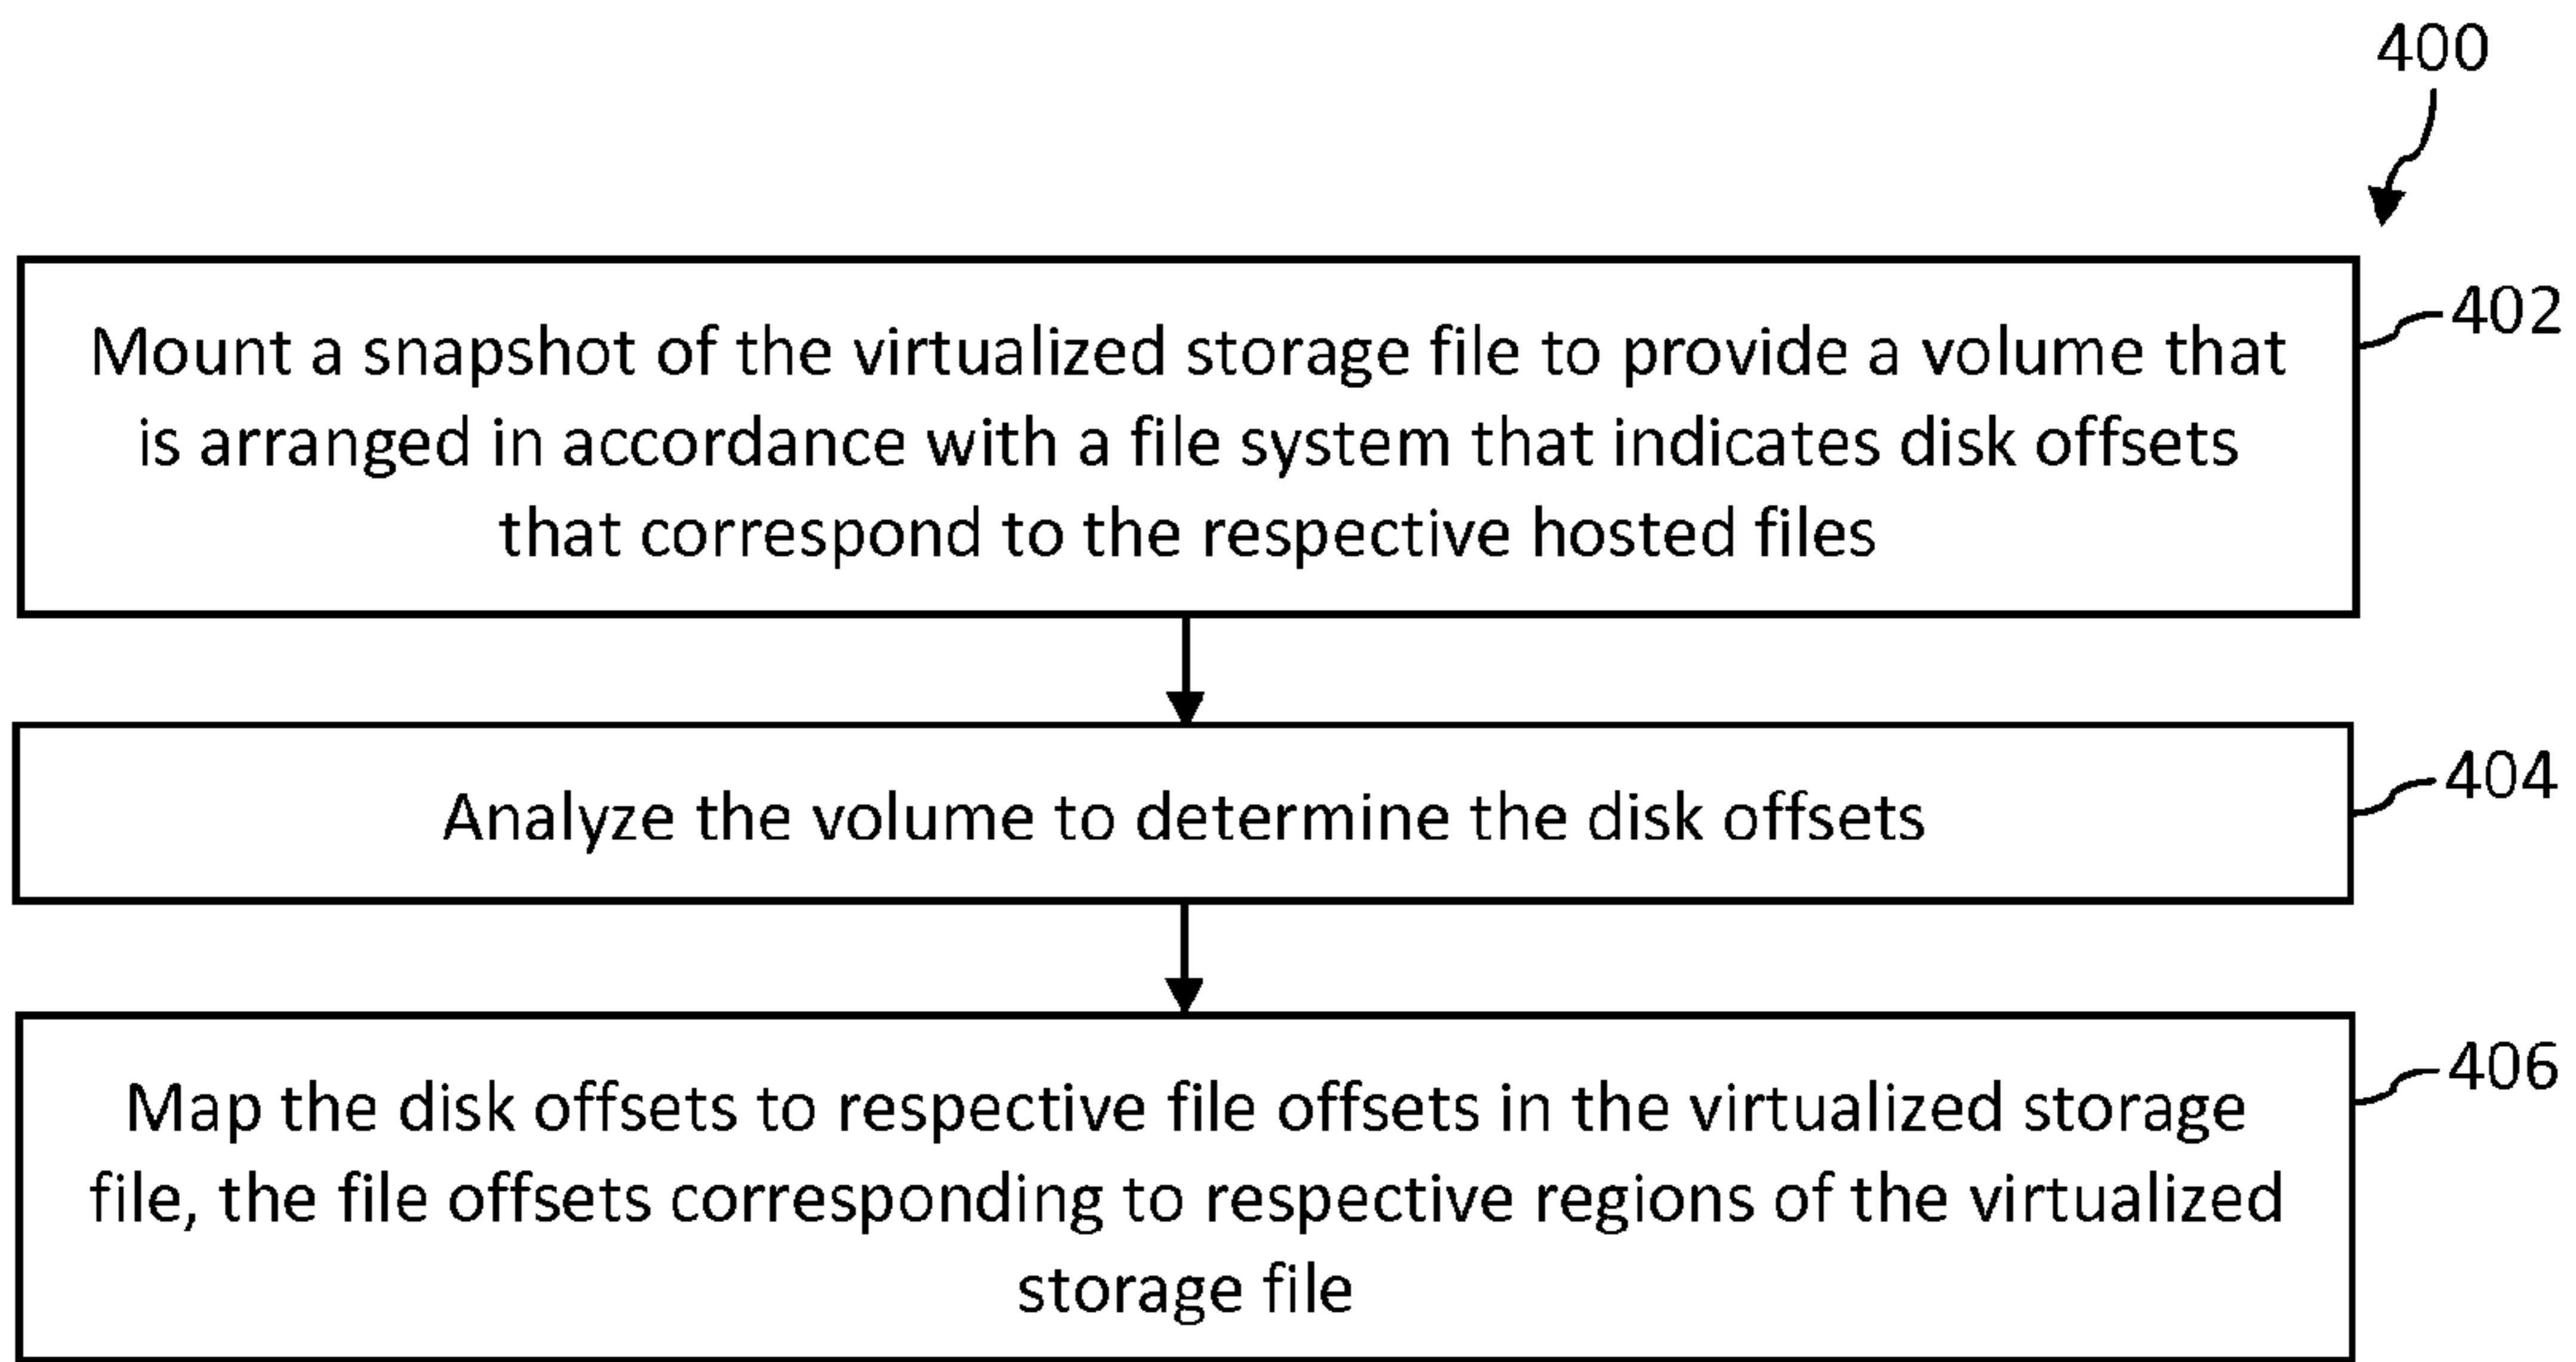 400
Mount a snapshot of the virtualized storage file to provide a volume that
is arranged in accordance with a file system that indicates disk offsets
that correspond to the respective hosted files
402
Analyze the volume to determine the disk offsets
404
Map the disk offsets to respective file offsets in the virtualized storage
file, the file offsets corresponding to respective regions of the virtualized
storage file
406